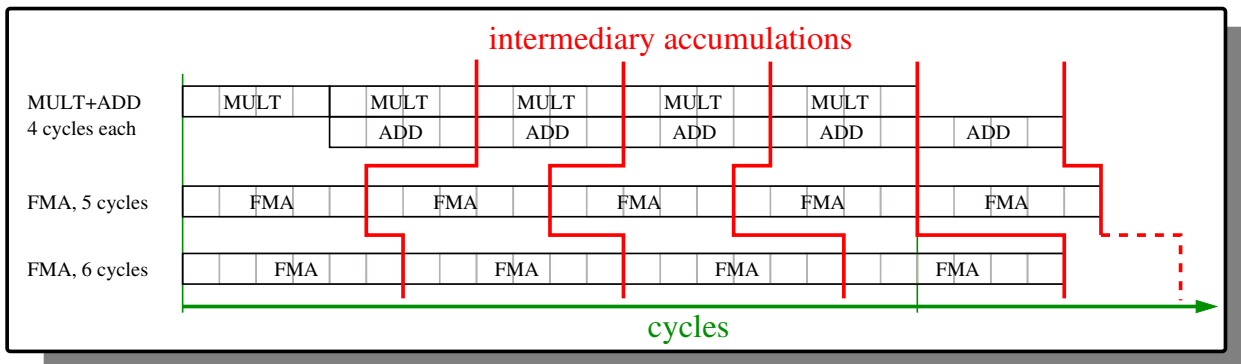 intermediary accumulations
MULT+ADD
4 cycles each
MULT MULT MULT MULT MULT
ADD ADD ADD ADD ADD
FMA, 5 cycles
FMA FMA FMA FMA FMA
FMA, 6 cycles
FMA FMA FMA FMA
cycles